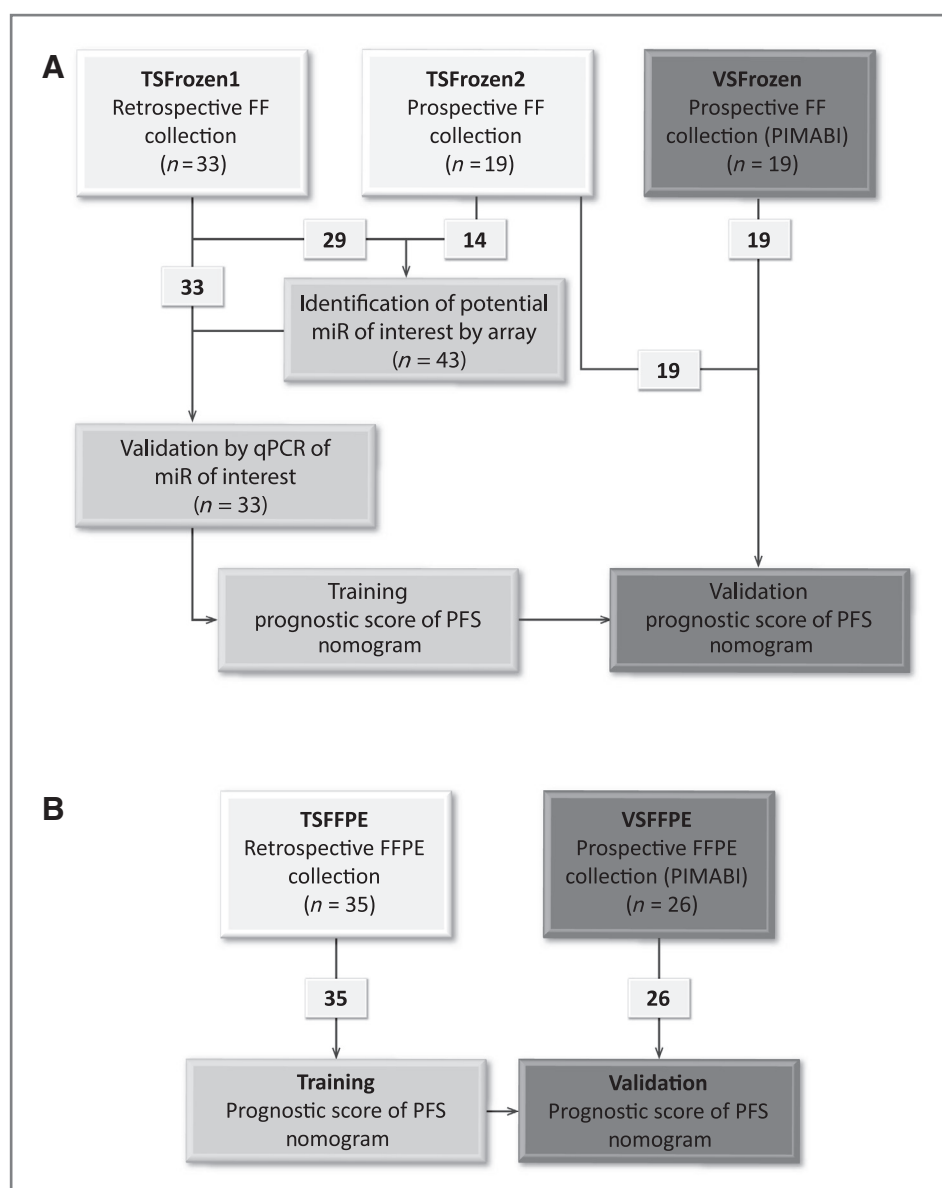 A
TSFrozen1
Retrospective FF
collection
(n = 33)
TSFrozen2
Prospective FF
collection
(n = 19)
VSFrozen
Prospective FF
collection (PIMABI)
(n = 19)
29
14
19
33
Identification of potential
miR of interest by array
(n = 43)
19
Validation by qPCR of
miR of interest
(n = 33)
Training
prognostic score of PFS
nomogram
Validation
prognostic score of PFS
nomogram
B
TSFFPE
Retrospective FFPE
collection
(n = 35)
VSFFPE
Prospective FFPE
collection (PIMABI)
(n = 26)
35
26
Training
Prognostic score of PFS
nomogram
Validation
Prognostic score of PFS
nomogram